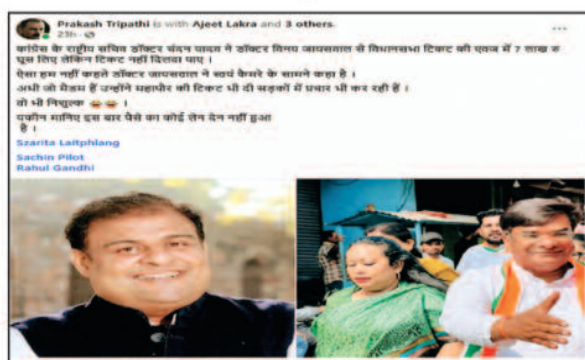 Prakash Tripathi is with Ajeet Lakra and 3 others.
23h
कांग्रेस के राष्ट्रीय सचिव डॉक्टर चंदन यादव ने डॉक्टर विनय जायसवाल से विधानसभा टिकट की एवज में 7 लाख रु
घूस लिए लेकिन टिकट नहीं दिलवा पाए ।
ऐसा हम नहीं कहते डॉक्टर जायसवाल ने स्वयं कैमरे के सामने कहा है ।
अभी जो मैडम हैं उन्होंने महापौर की टिकट भी दी सड़कों में प्रचार भी कर रही हैं ।
वो भी निशुल्क 😄😄 ।
यकीन मानिए इस बार पैसे का कोई लेन देन नहीं हुआ
है ।
Szarita Laitphlang
Sachin Pilot
Rahul Gandhi